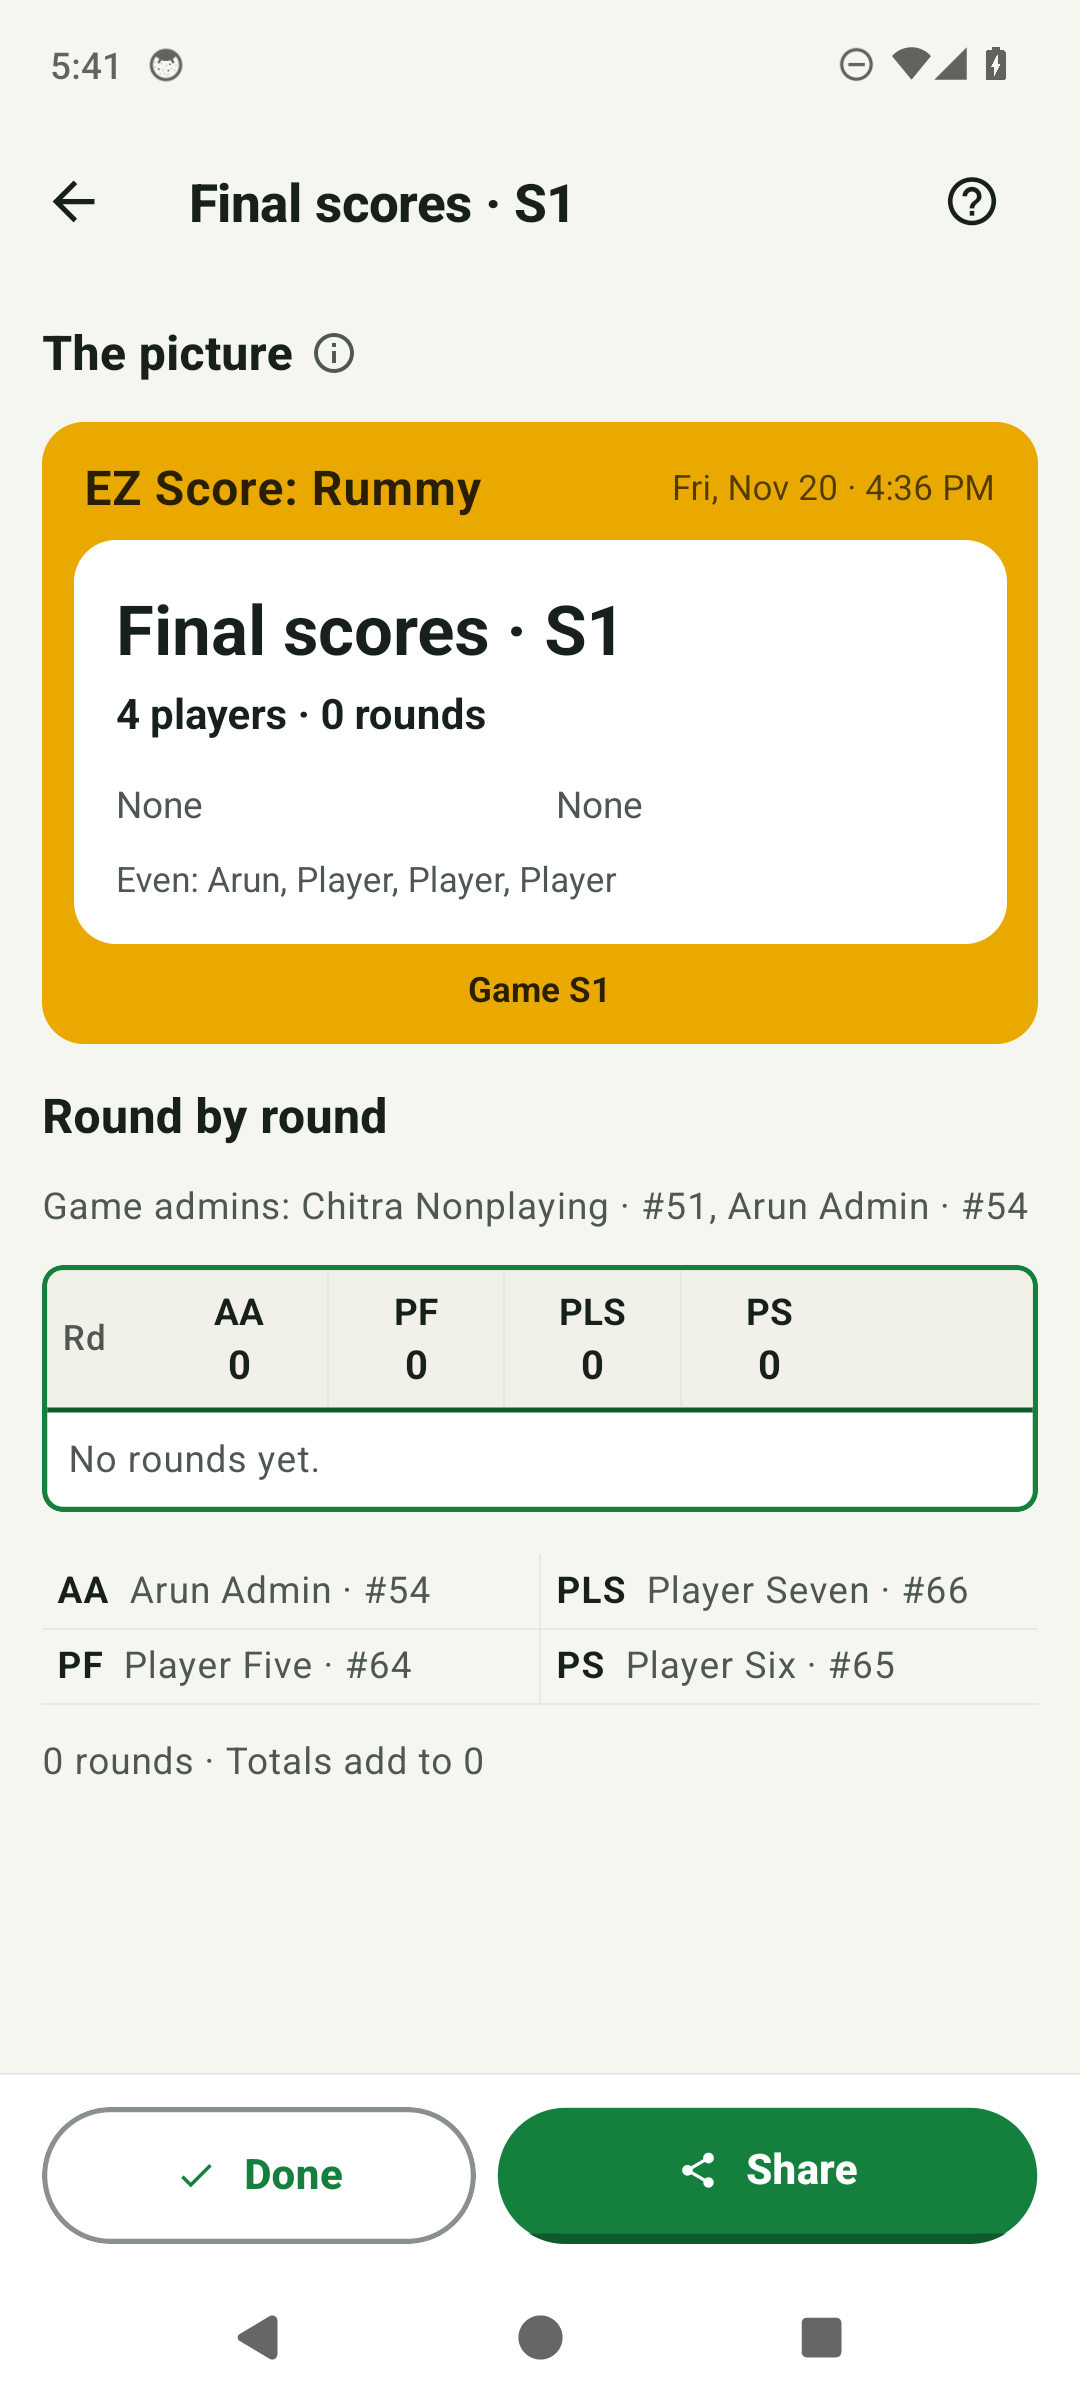 5:41
Final scores · S1
The picture
EZ Score: Rummy
Fri, Nov 20 · 4:36 PM
Final scores · S1
4 players · 0 rounds
None
None
Even: Arun, Player, Player, Player
Game S1
Round by round
Game admins: Chitra Nonplaying · #51, Arun Admin · #54
Rd
AA
PF
PLS
PS
0
0
0
0
No rounds yet.
AA Arun Admin · #54
PLS Player Seven · #66
PF Player Five · #64
PS Player Six · #65
0 rounds · Totals add to 0
Done
Share